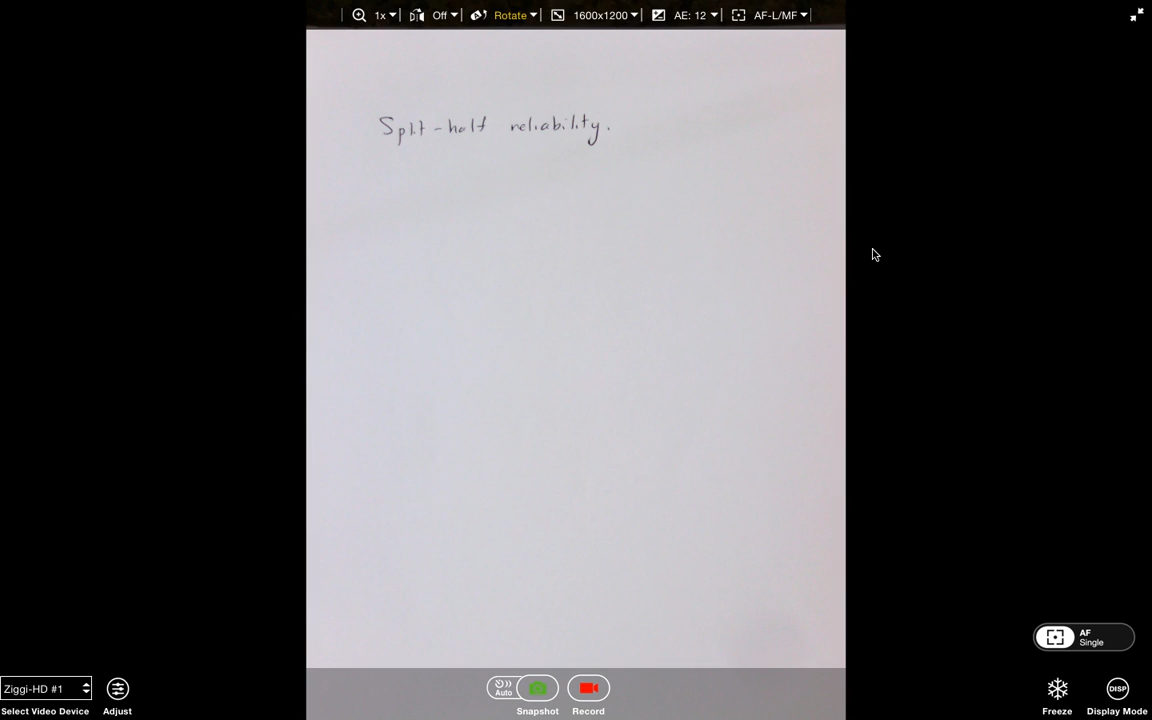 1x Off Rotate 1600x1200 AE: 12 AF-L/MF
Split-half reliability.
AF
Single
Ziggi-HD #1
Auto
DISP
Select Video Device Adjust Snapshot Record Freeze Display Mode